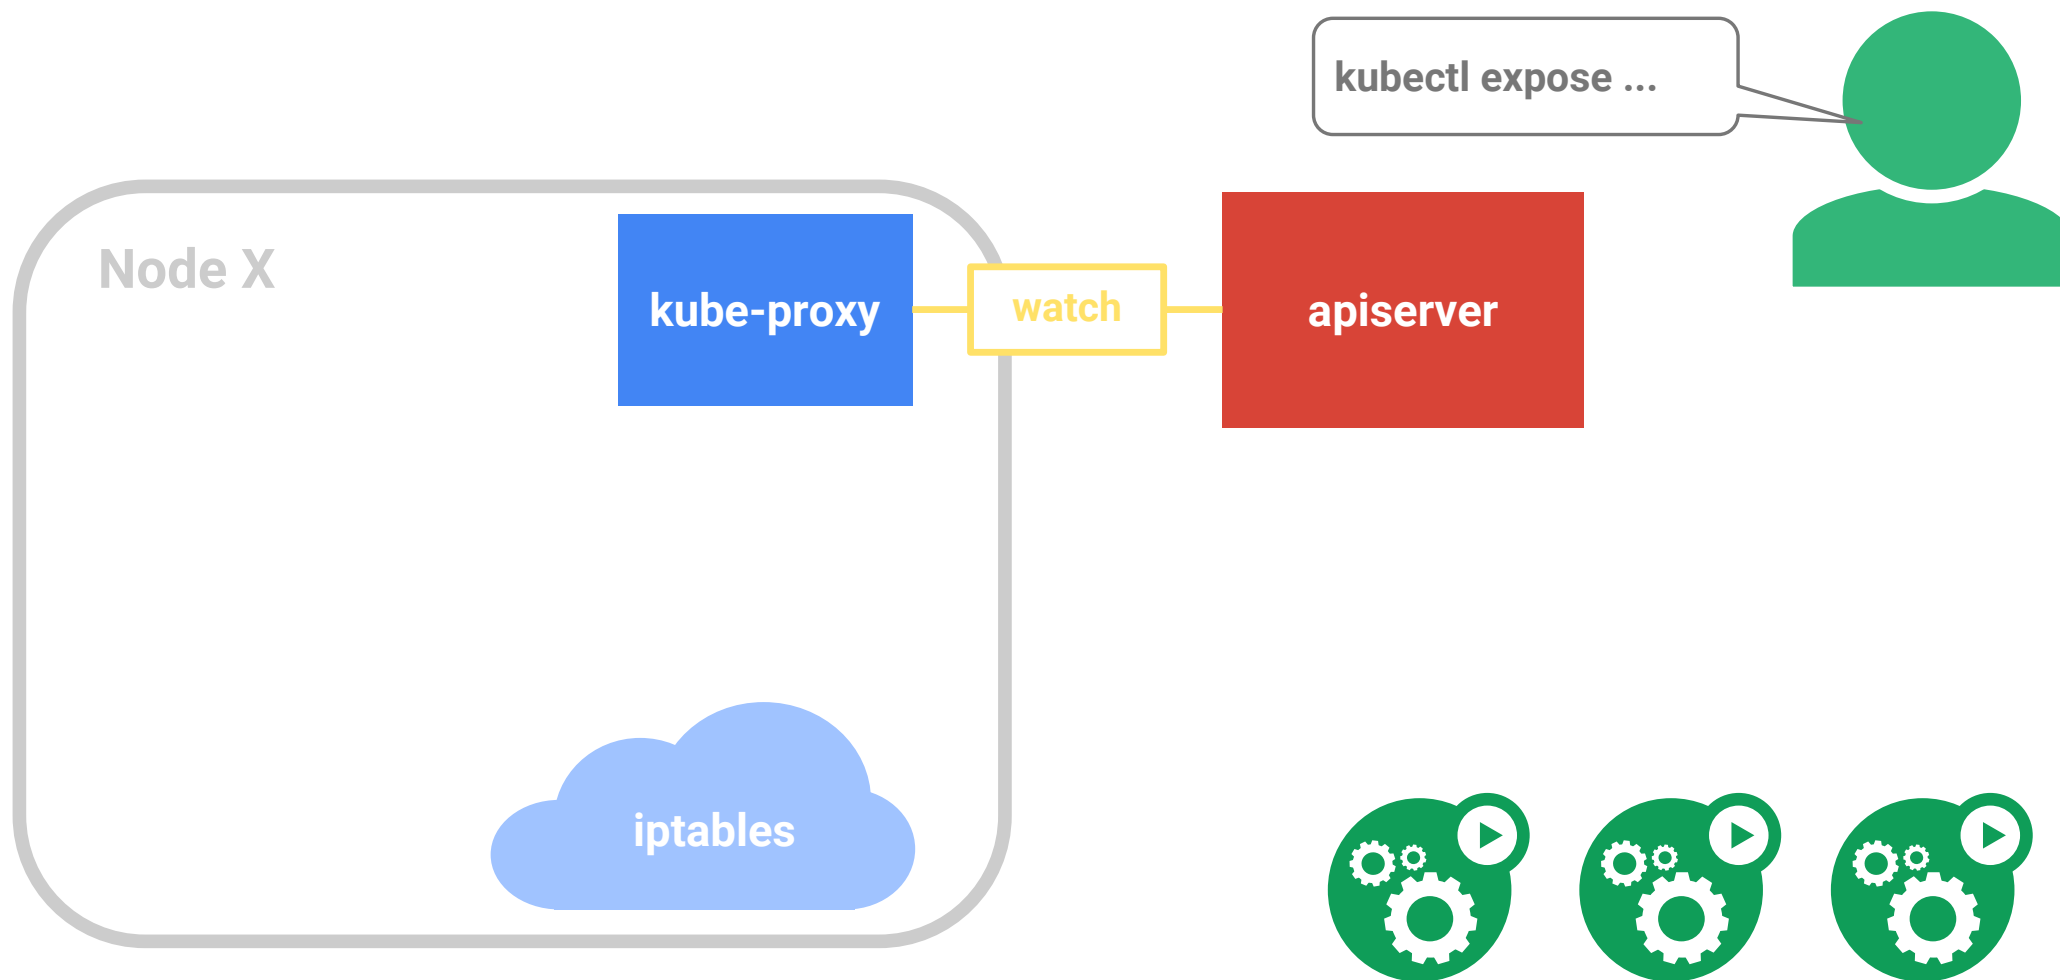 kubectl expose ...
Node X
kube-proxy
watch
apiserver
iptables